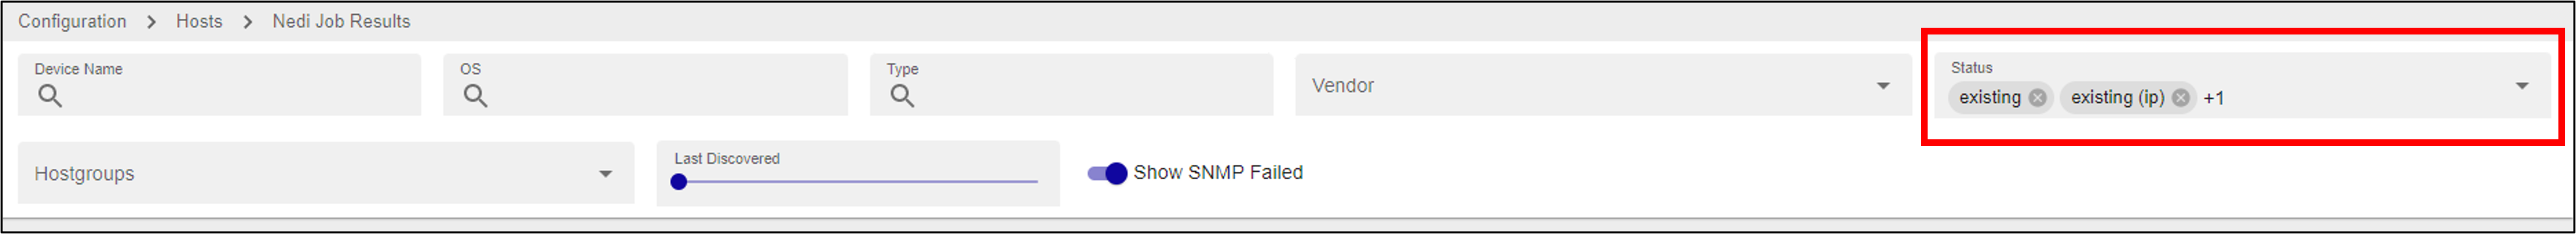 Configuration > Hosts > Nedi Job Results
Device Name
OS
Type
Vendor
Status
existing existing (ip) +1
Hostgroups
Last Discovered
Show SNMP Failed